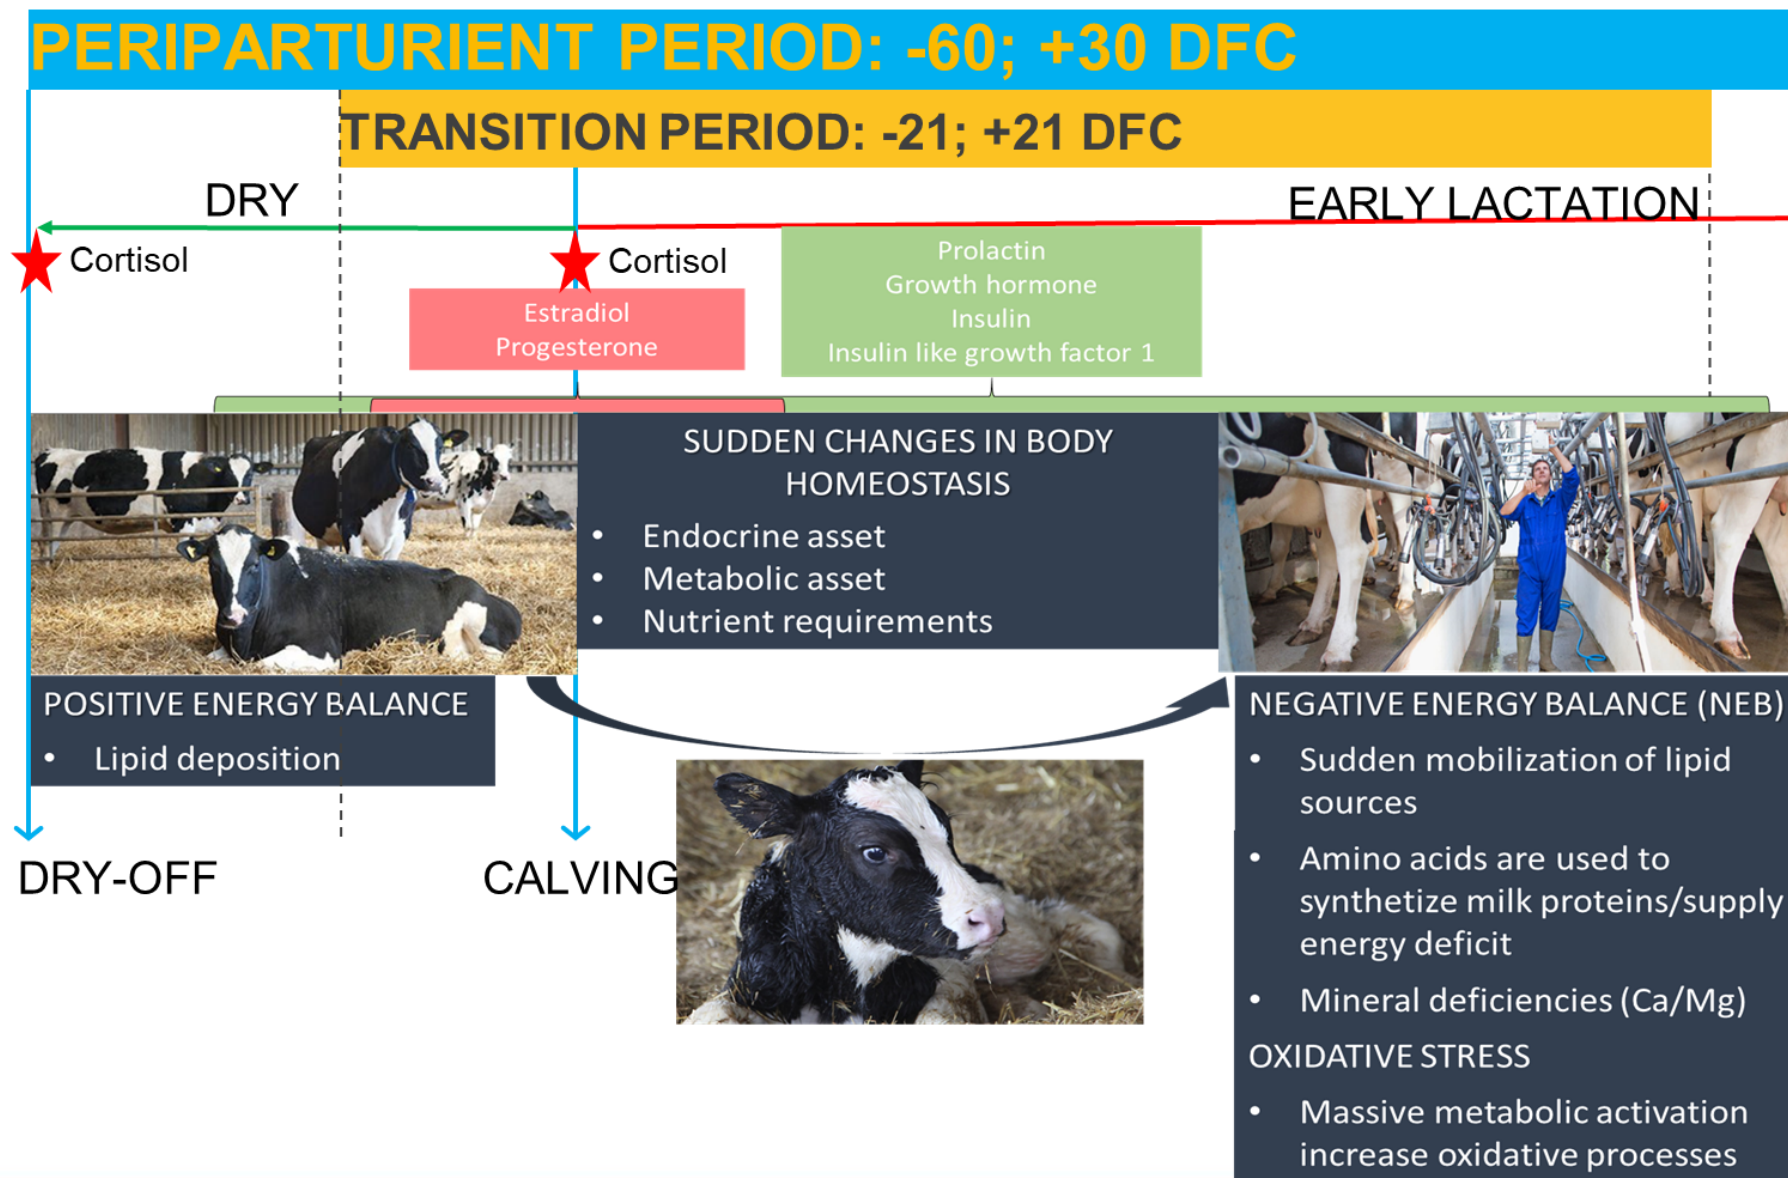 PERIPARTURIENT PERIOD: -60; +30 DFC
TRANSITION PERIOD: -21; +21 DFC
DRY
EARLY LACTATION
Cortisol
Cortisol
Estradiol
Progesterone
Prolactin
Growth hormone
Insulin
Insulin like growth factor 1
SUDDEN CHANGES IN BODY
HOMEOSTASIS
• Endocrine asset
• Metabolic asset
• Nutrient requirements
POSITIVE ENERGY BALANCE
• Lipid deposition
DRY-OFF
CALVING
NEGATIVE ENERGY BALANCE (NEB)
• Sudden mobilization of lipid
sources
• Amino acids are used to
synthetize milk proteins/supply
energy deficit
• Mineral deficiencies (Ca/Mg)
OXIDATIVE STRESS
• Massive metabolic activation
increase oxidative processes